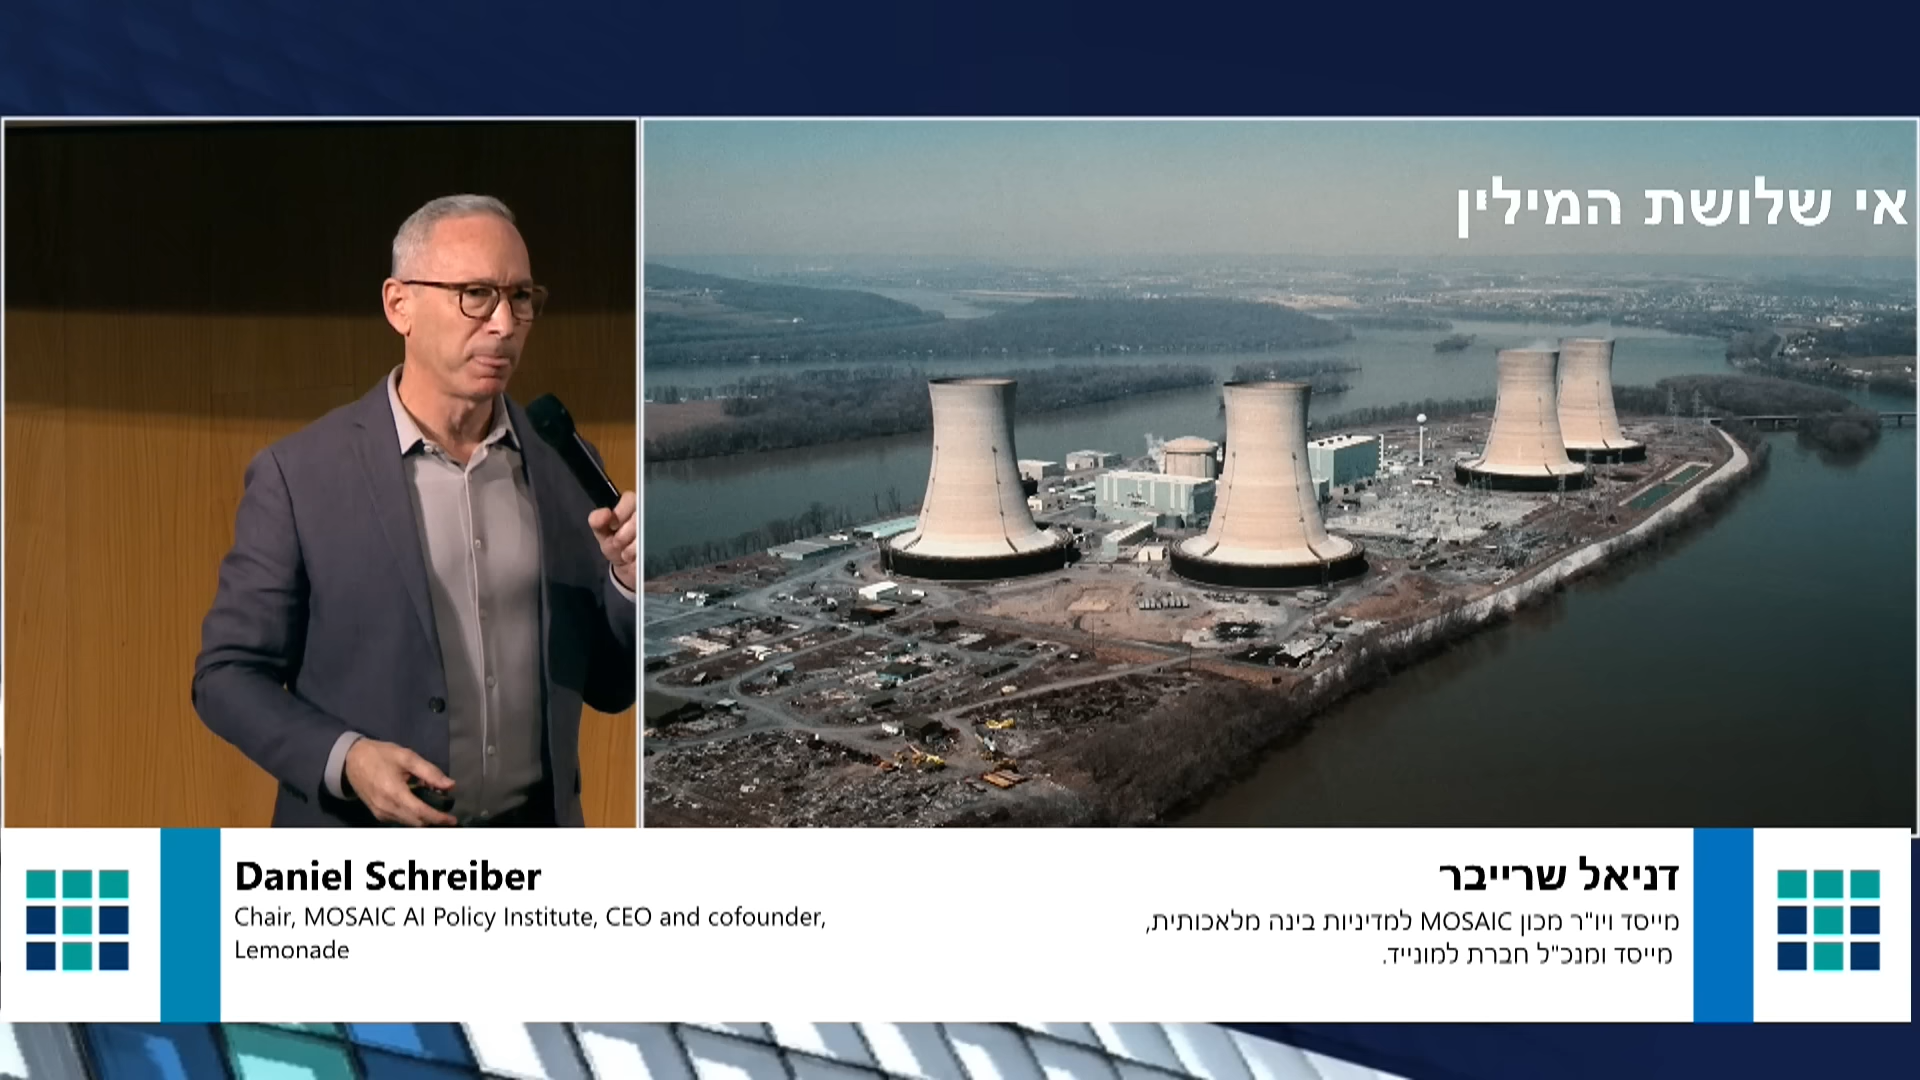 אי שלושת המילין
Daniel Schreiber
Chair, MOSAIC AI Policy Institute, CEO and cofounder,
Lemonade
דניאל שרייבר
מייסד ויו"ר מכון MOSAIC למדיניות בינה מלאכותית,
מייסד ומנכ"ל חברת למונייד.